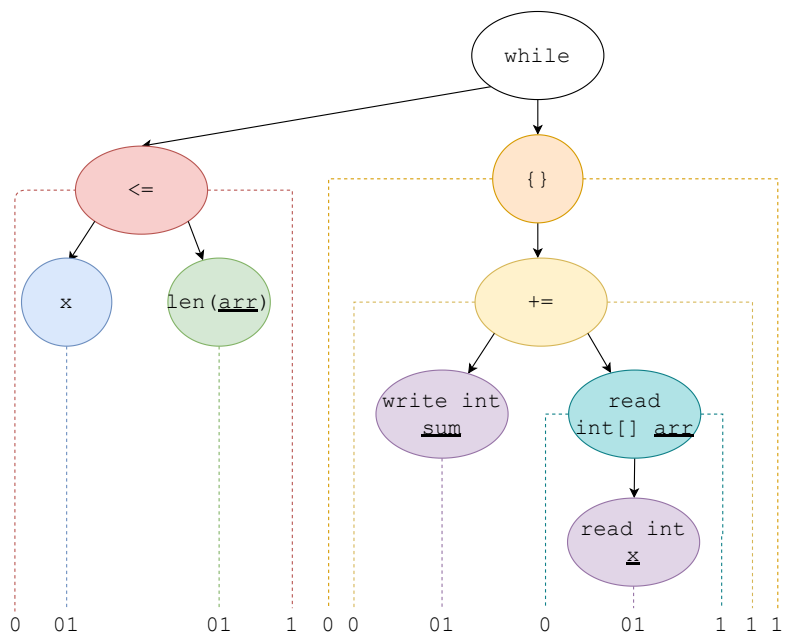 while
<=
{}
x
len(arr)
+=
write int
sum
read
int[] arr
read int
x
0 01 01 1 0 0 01 0 01 1 1 1